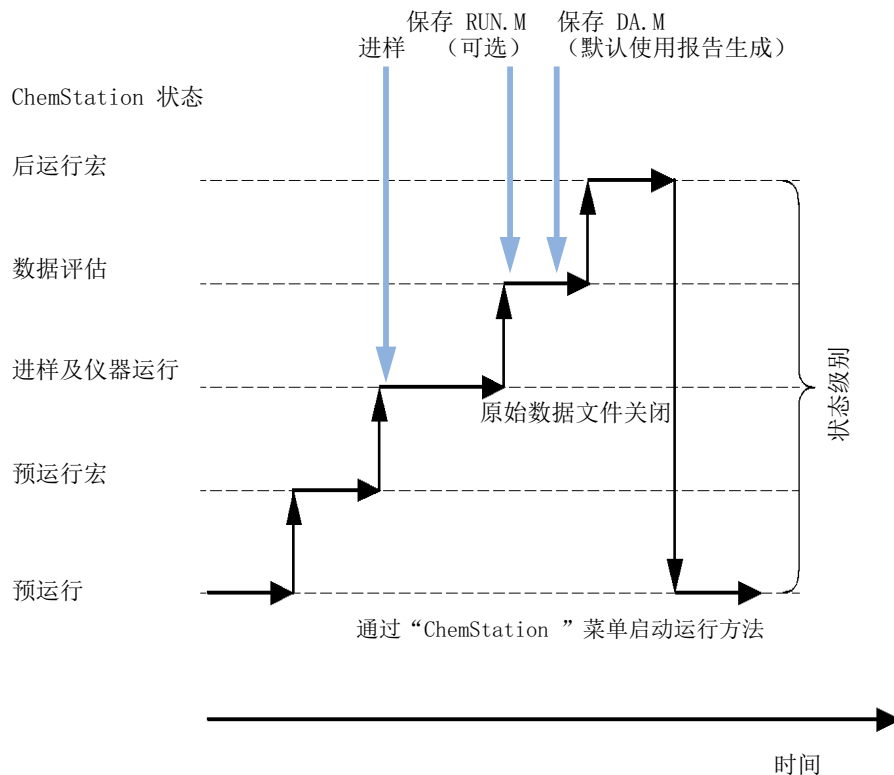 保存 RUN.M 保存 DA.M
进样 （可选） （默认使用报告生成）
ChemStation 状态
后运行宏
数据评估
进样及仪器运行
原始数据文件关闭
状态级别
预运行宏
预运行
通过“ChemStation ”菜单启动运行方法
时间